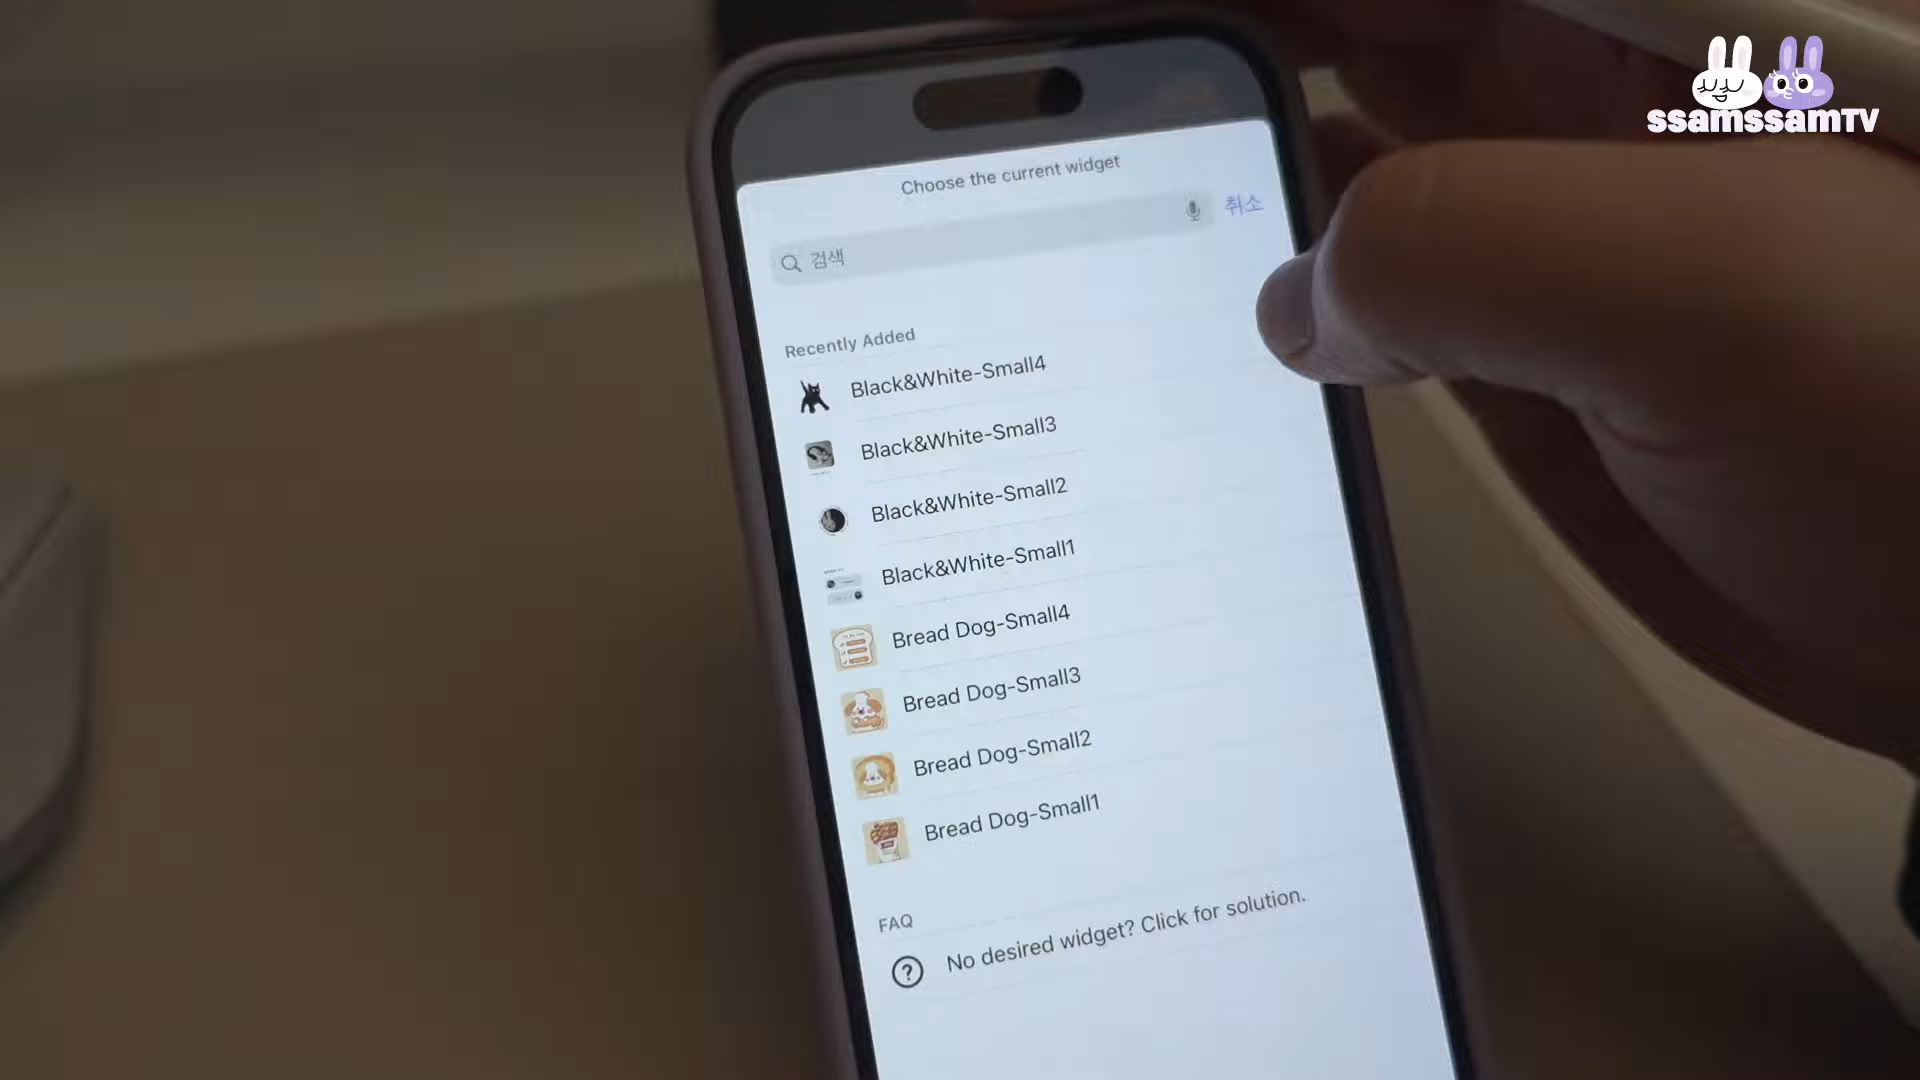 ssamssamTV
Choose the current widget
검색
취소
Recently Added
Black&White-Small4
Black&White-Small3
Black&White-Small2
Black&White-Small1
Bread Dog-Small4
Bread Dog-Small3
Bread Dog-Small2
Bread Dog-Small1
FAQ
No desired widget? Click for solution.